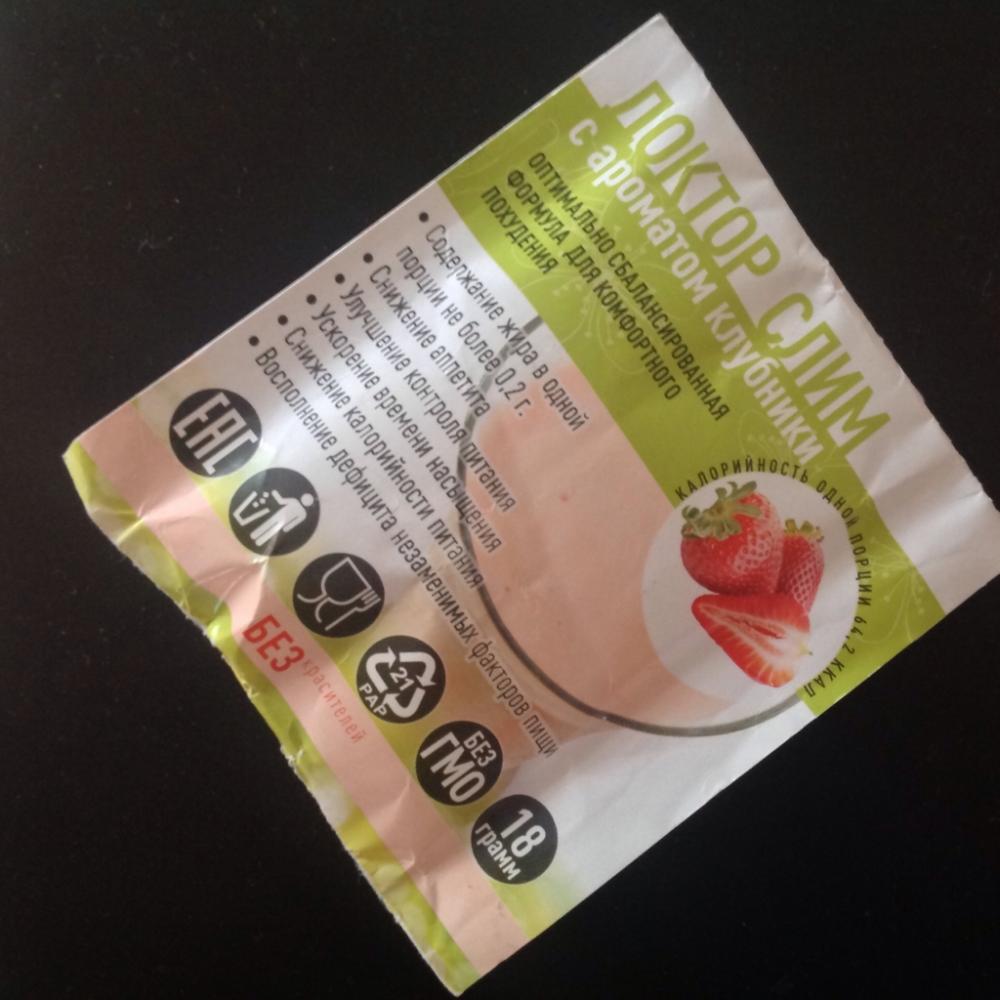 ДОКТОР СЛИМ
с ароматом клубники
ОПТИМАЛЬНО СБАЛАНСИРОВАННАЯ
ФОРМУЛА ДЛЯ КОМФОРТНОГО
ПОХУДЕНИЯ
КАЛОРИЙНОСТЬ ОДНОЙ ПОРЦИИ 64,2 ККАЛ
• Содержание жира в одной
порции не более 0,2 г.
• Снижение аппетита
• Улучшение контроля питания
• Ускорение времени насыщения
• Снижение калорийности питания
• Восполнение дефицита незаменимых факторов пищи
ЕАС
21
PAP
БЕЗ
ГМО
18
грамм
БЕЗ
красителей